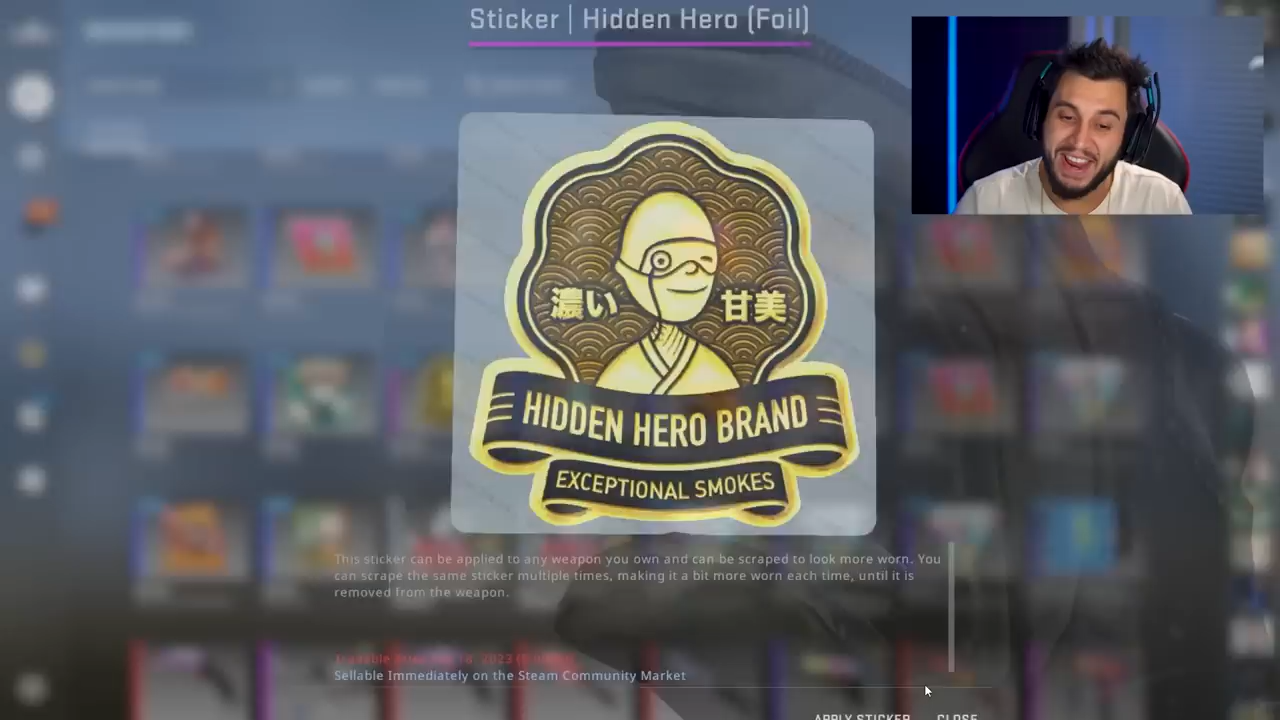 Sticker | Hidden Hero (Foil)
濃い
甘美
HIDDEN HERO BRAND
EXCEPTIONAL SMOKES
This sticker can be applied to any weapon you own and can be scraped to look more worn. You
can scrape the same sticker multiple times, making it a bit more worn each time, until it is
removed from the weapon.
Sellable Immediately on the Steam Community Market
APPLY STICKER
CLOSE